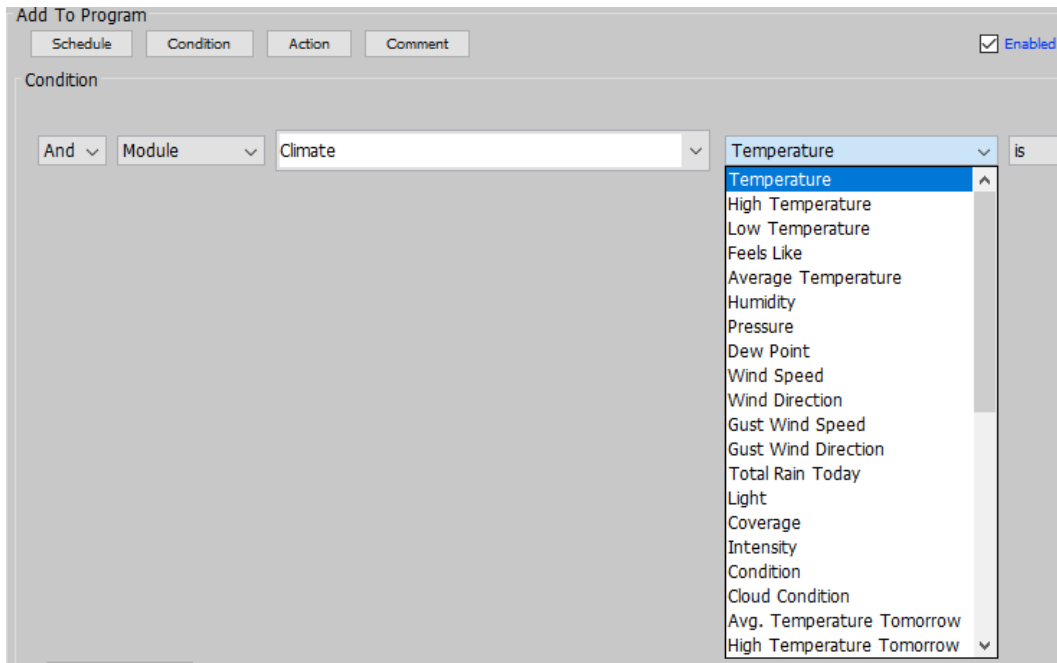 Add To Program
Schedule Condition Action Comment Enabled
Condition
And Module Climate Temperature is
Temperature
High Temperature
Low Temperature
Feels Like
Average Temperature
Humidity
Pressure
Dew Point
Wind Speed
Wind Direction
Gust Wind Speed
Gust Wind Direction
Total Rain Today
Light
Coverage
Intensity
Condition
Cloud Condition
Avg. Temperature Tomorrow
High Temperature Tomorrow